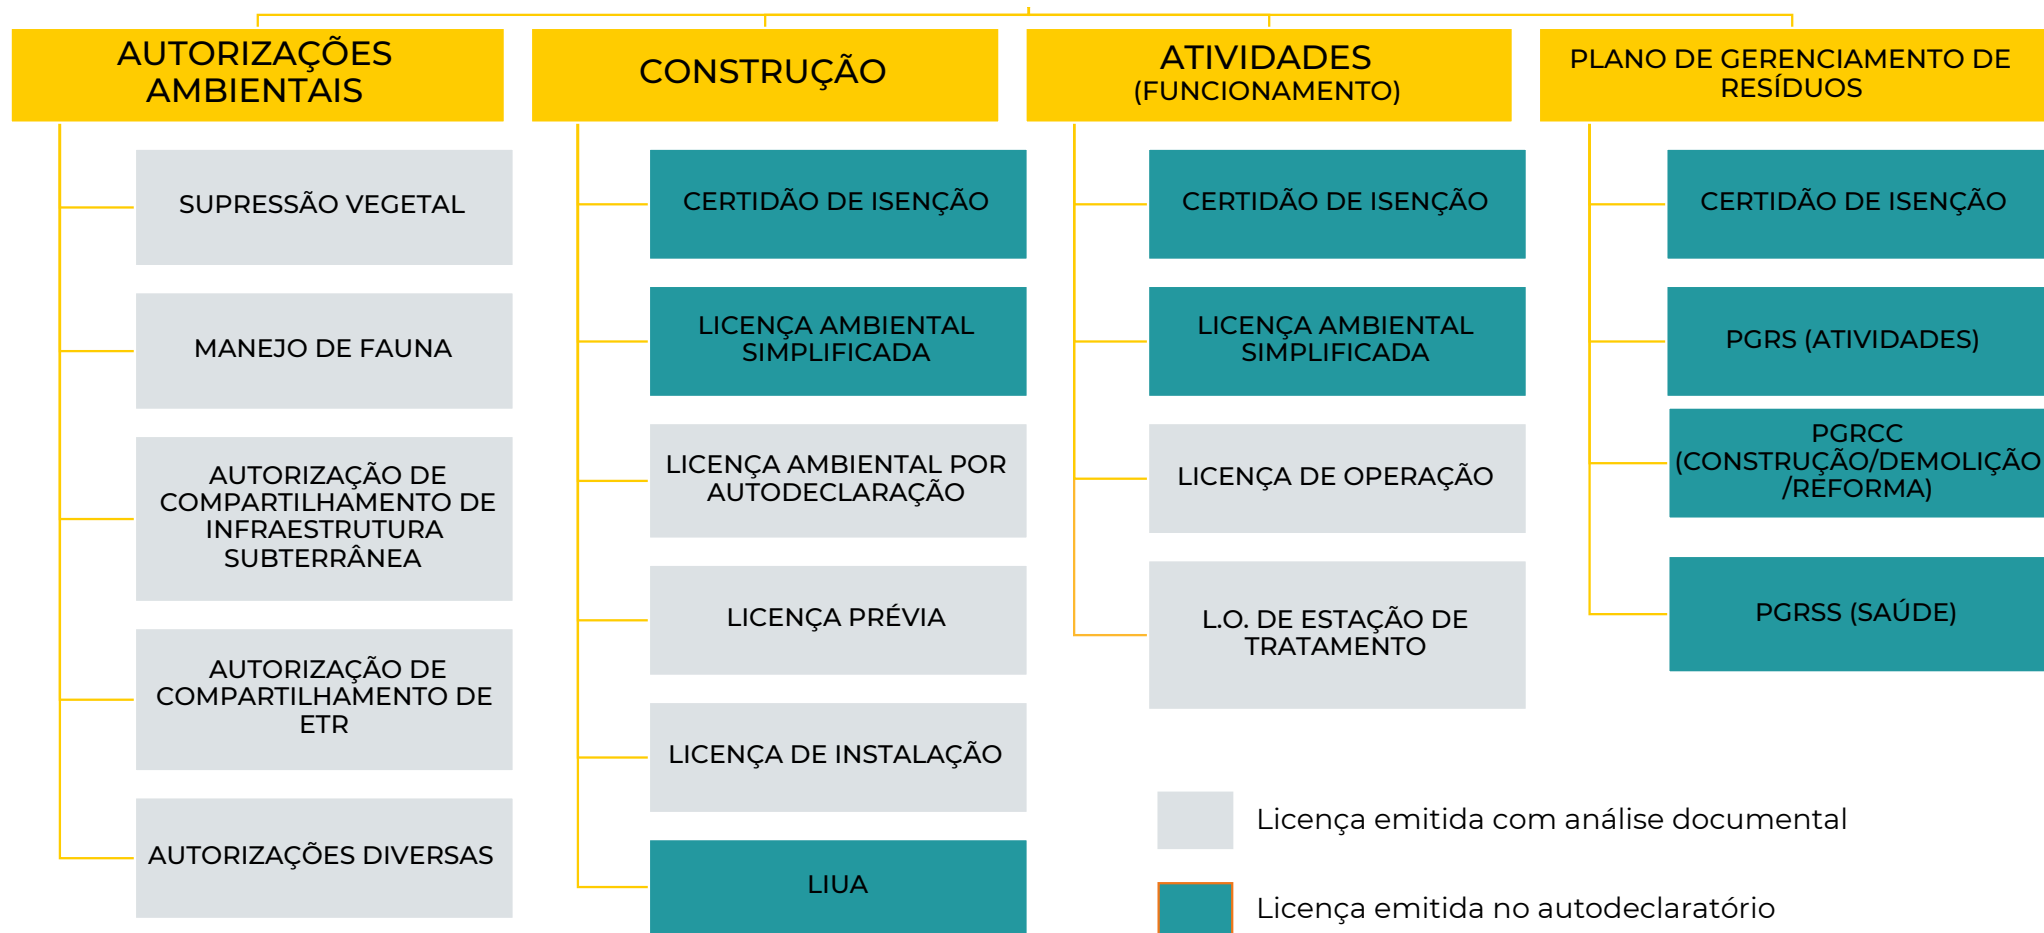 AUTORIZAÇÕES
AMBIENTAIS
SUPRESSÃO VEGETAL
MANEJO DE FAUNA
AUTORIZAÇÃO DE
COMPARTILHAMENTO DE
INFRAESTRUTURA
SUBTERRÂNEA
AUTORIZAÇÃO DE
COMPARTILHAMENTO DE
ETR
AUTORIZAÇÕES DIVERSAS
CONSTRUÇÃO
CERTIDÃO DE ISENÇÃO
LICENÇA AMBIENTAL
SIMPLIFICADA
LICENÇA AMBIENTAL POR
AUTODECLARAÇÃO
LICENÇA PRÉVIA
LICENÇA DE INSTALAÇÃO
LIUA
ATIVIDADES
(FUNCIONAMENTO)
CERTIDÃO DE ISENÇÃO
LICENÇA AMBIENTAL
SIMPLIFICADA
LICENÇA DE OPERAÇÃO
L.O. DE ESTAÇÃO DE
TRATAMENTO
PLANO DE GERENCIAMENTO DE
RESÍDUOS
CERTIDÃO DE ISENÇÃO
PGRS (ATIVIDADES)
PGRCC
(CONSTRUÇÃO/DEMOLIÇÃO
/REFORMA)
PGRSS (SAÚDE)
Licença emitida com análise documental
Licença emitida no autodeclaratório